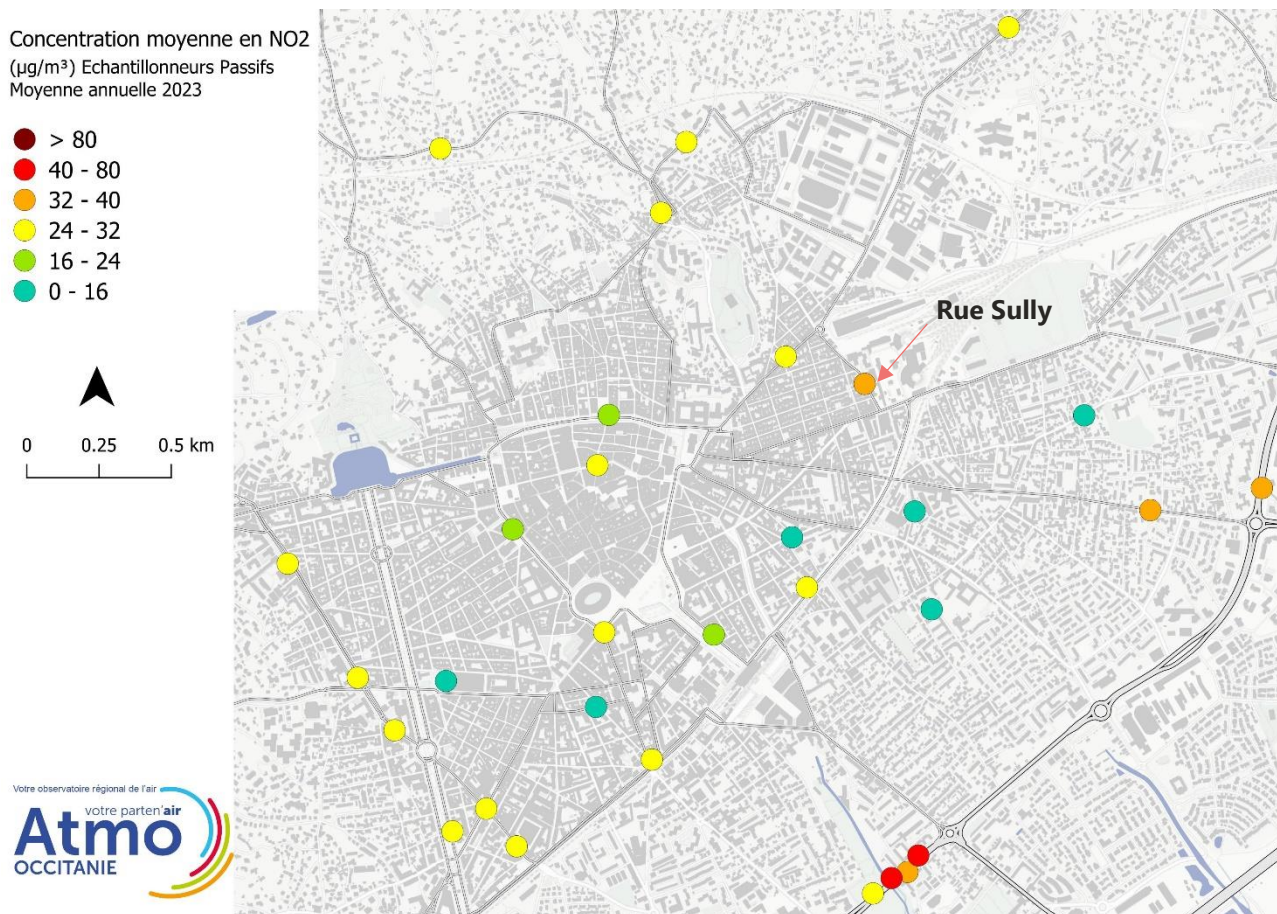 Concentration moyenne en NO2
(µg/m³) Echantillonneurs Passifs
Moyenne annuelle 2023
> 80
40 - 80
32 - 40
24 - 32
16 - 24
0 - 16
0 0.25 0.5 km
Rue Sully
Votre observatoire régional de l'air
votre parten'air
Atmo
OCCITANIE